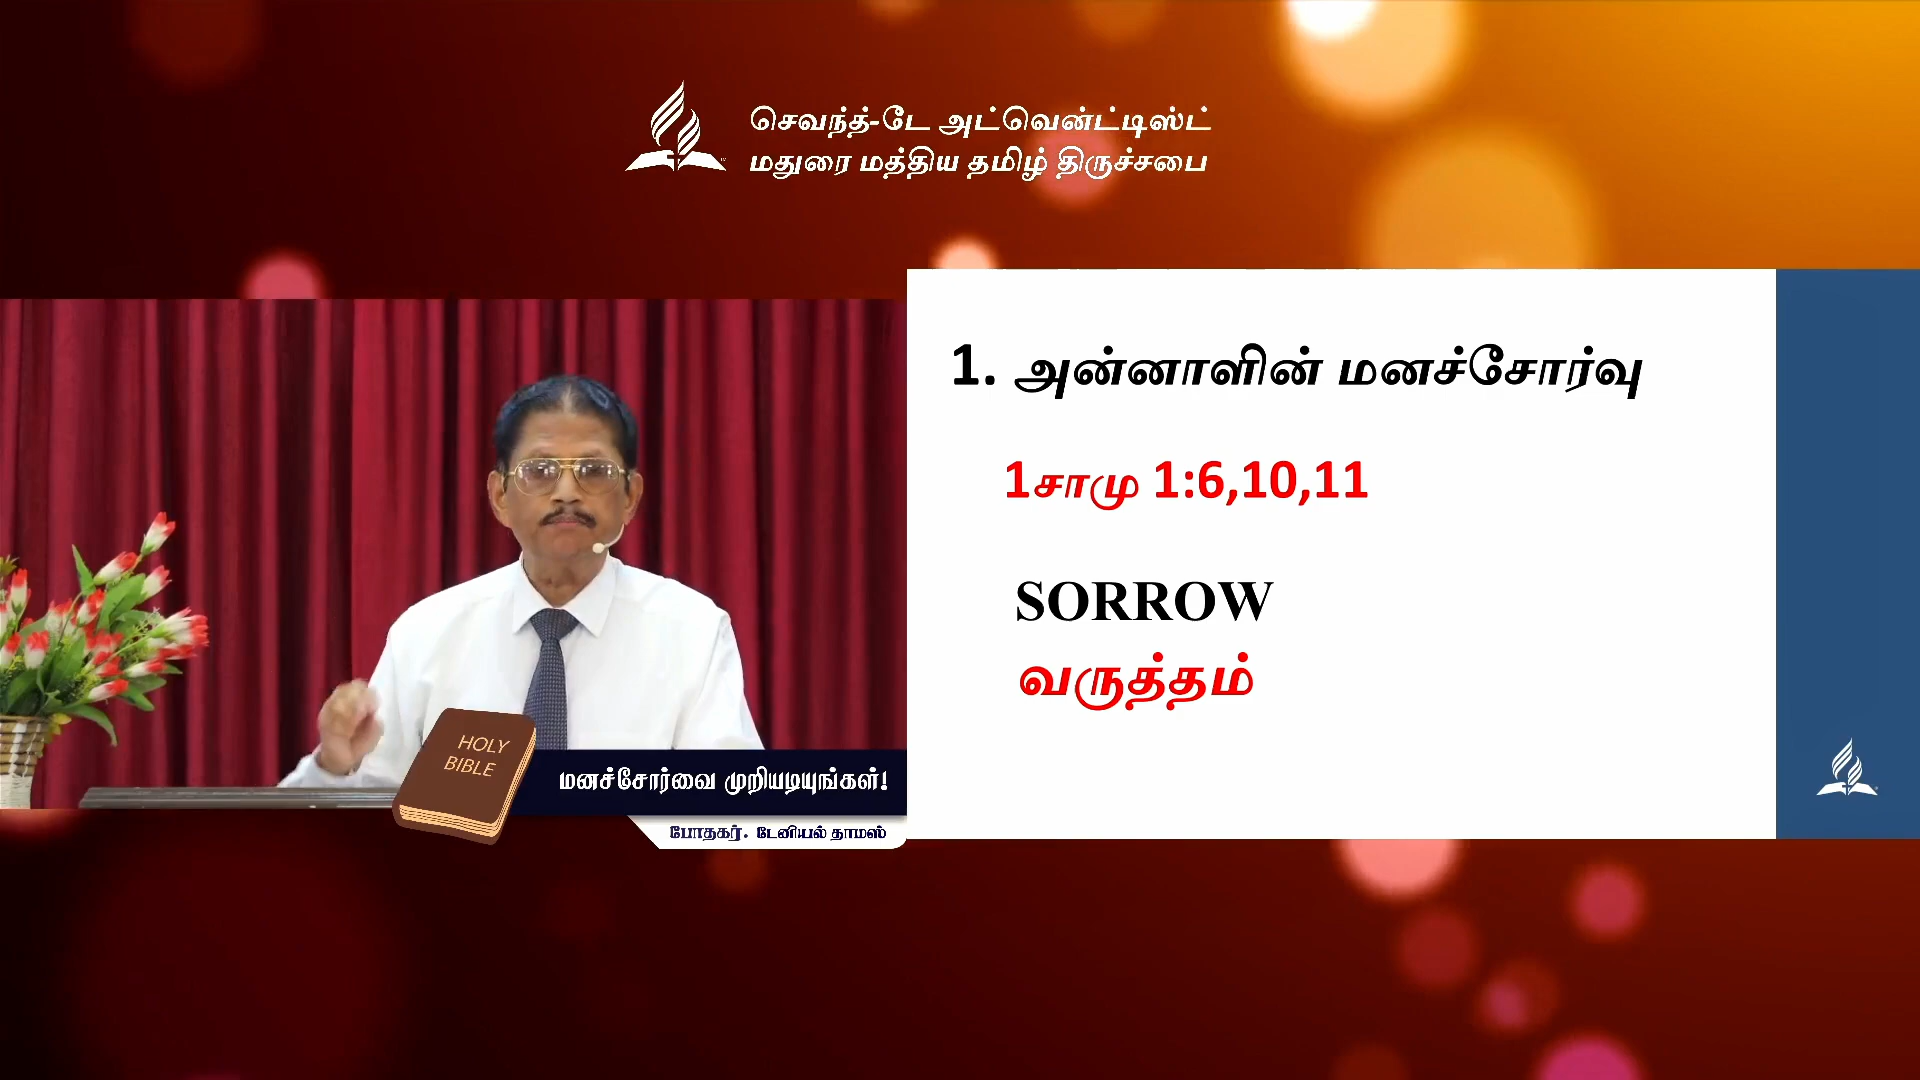 செவந்த்-டே அட்வென்ட்டிஸ்ட்
மதுரை மத்திய தமிழ் திருச்சபை
1. அன்னாளின் மனச்சோர்வு
1சாமு 1:6,10,11
SORROW
வருத்தம்
HOLY
BIBLE
மனச்சோர்வை முறியடியுங்கள்!
போதகர். டேனியல் தாமஸ்